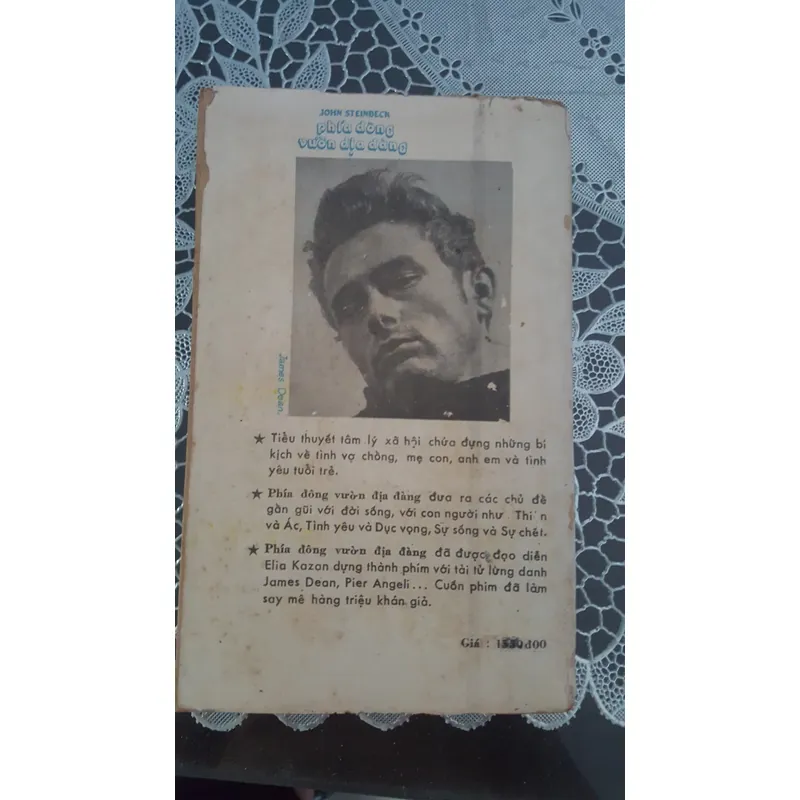 JOHN STEINBECK
phía đông
vườn địa đàng
James Dean.
★ Tiểu thuyết tâm lý xã hội chứa đựng những bi
kịch về tình vợ chồng, mẹ con, anh em và tình
yêu tuổi trẻ.
★ Phía đông vườn địa đàng đưa ra các chủ đề
gần gũi với đời sống, với con người như Thi n
và Ác, Tình yêu và Dục vọng, Sự sống và Sự chết.
★ Phía đông vườn địa đàng đã được đạo diễn
Elia Kazan dựng thành phim với tài tử lừng danh
James Dean, Pier Angeli... Cuốn phim đã làm
say mê hàng triệu khán giả.
Giá :